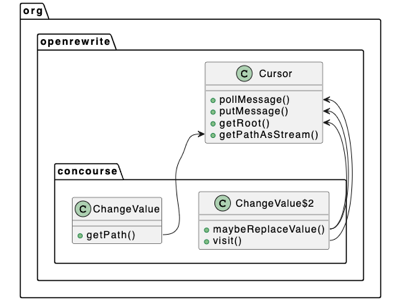 org
openrewrite
C Cursor
pollMessage()
putMessage()
getRoot()
getPathAsStream()
concourse
C ChangeValue
getPath()
C ChangeValue$2
maybeReplaceValue()
visit()